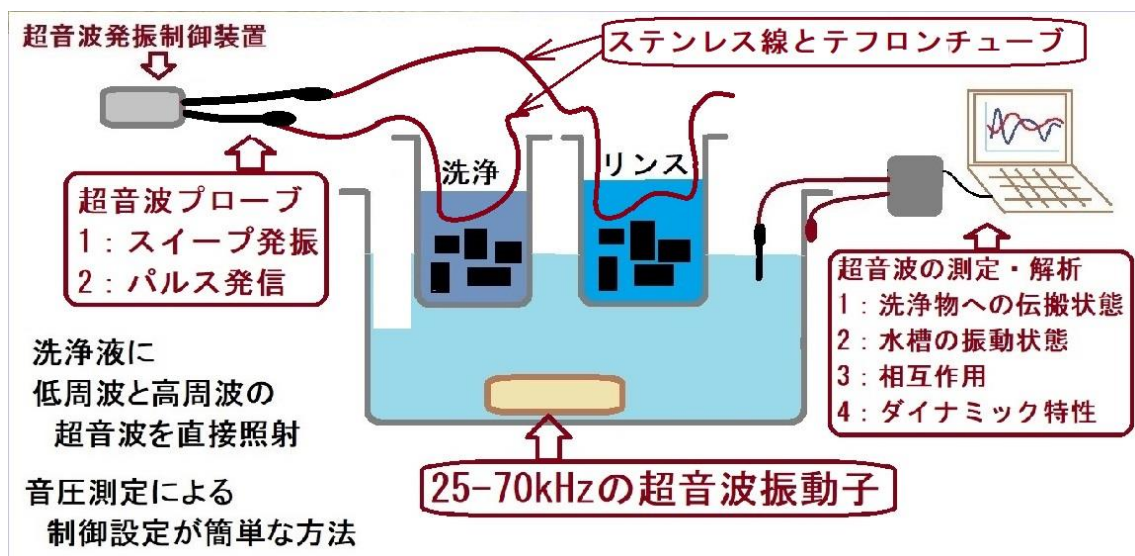 超音波発振制御装置
ステンレス線とテフロンチューブ
洗浄
リンス
超音波プローブ
1：スイープ発振
2：パルス発信
超音波の測定・解析
1：洗浄物への伝搬状態
2：水槽の振動状態
3：相互作用
4：ダイナミック特性
洗浄液に
低周波と高周波の
超音波を直接照射
25-70kHzの超音波振動子
音圧測定による
制御設定が簡単な方法